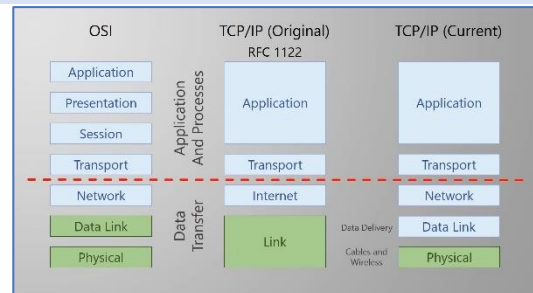 OSI
TCP/IP (Original)
RFC 1122
TCP/IP (Current)
Application
Presentation
Session
Transport
Network
Data Link
Physical
Application
And Processes
Data
Transfer
Application
Transport
Internet
Link
Data Delivery
Cables and
Wireless
Application
Transport
Network
Data Link
Physical